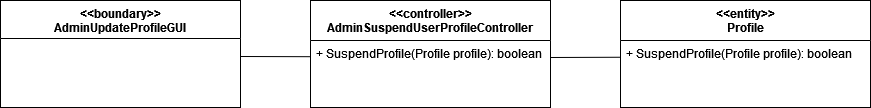 <<boundary>>
AdminUpdateProfileGUI
<<controller>>
AdminSuspendUserProfileController
+ SuspendProfile(Profile profile): boolean
<<entity>>
Profile
+ SuspendProfile(Profile profile): boolean